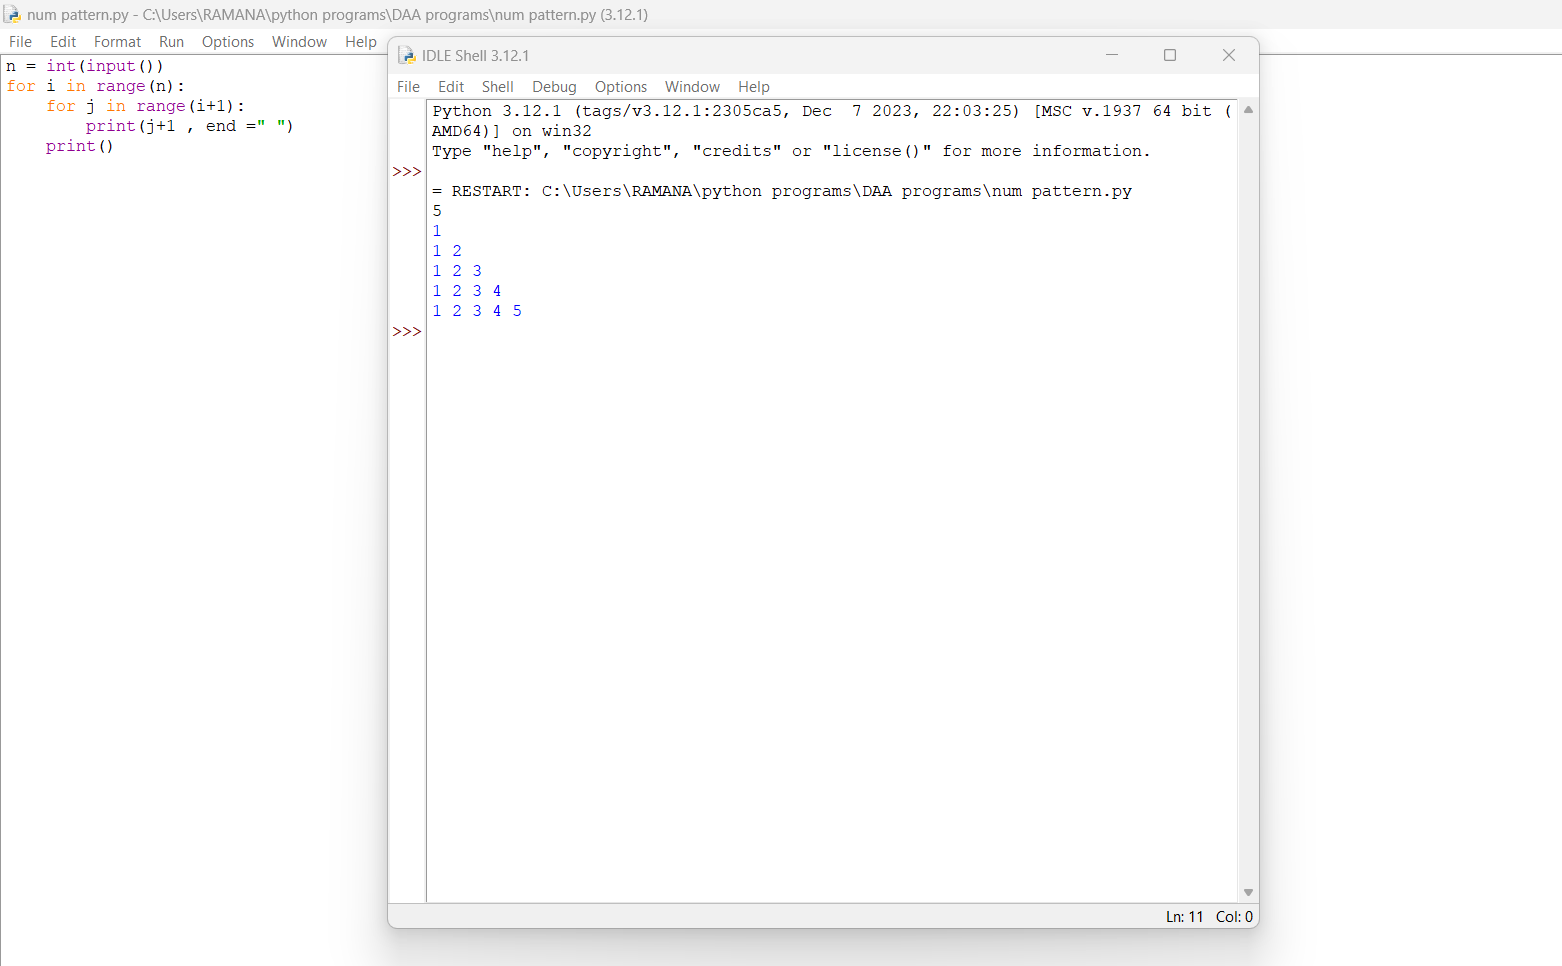 num pattern.py - C:\Users\RAMANA\python programs\DAA programs\num pattern.py (3.12.1)
File Edit Format Run Options Window Help
n = int(input())
for i in range(n):
    for j in range(i+1):
        print(j+1 , end =" ")
    print()
IDLE Shell 3.12.1
File Edit Shell Debug Options Window Help
Python 3.12.1 (tags/v3.12.1:2305ca5, Dec  7 2023, 22:03:25) [MSC v.1937 64 bit (
AMD64)] on win32
Type "help", "copyright", "credits" or "license()" for more information.
>>>
= RESTART: C:\Users\RAMANA\python programs\DAA programs\num pattern.py
5
1
1 2
1 2 3
1 2 3 4
1 2 3 4 5
>>>
Ln: 11 Col: 0